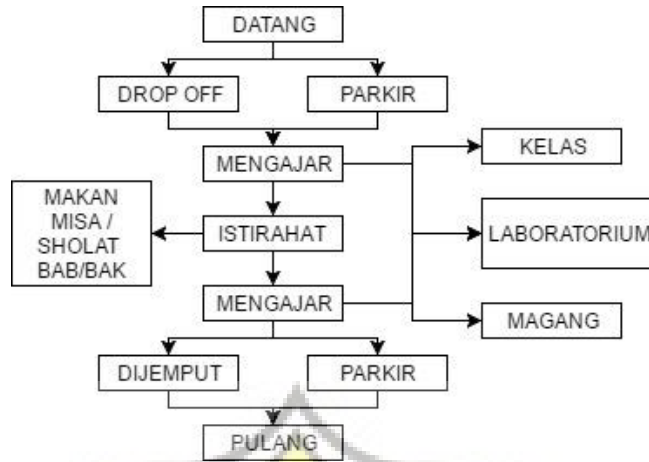 DATANG
DROP OFF
PARKIR
MENGAJAR
KELAS
MAKAN
MISA /
SHOLAT
BAB/BAK
ISTIRAHAT
LABORATORIUM
MENGAJAR
MAGANG
DIJEMPUT
PARKIR
PULANG